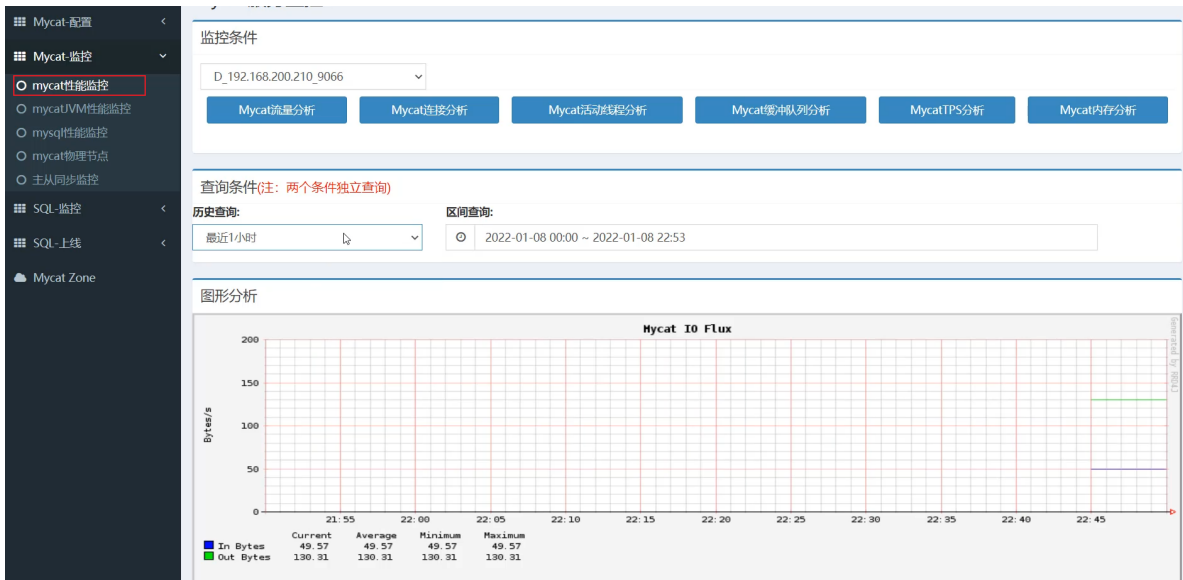 Mycat-配置
Mycat-监控
mycat性能监控
mycatJVM性能监控
mysql性能监控
mycat物理节点
主从同步监控
SQL-监控
SQL-上线
Mycat Zone
监控条件
D_192.168.200.210_9066
Mycat流量分析 Mycat连接分析 Mycat活动线程分析 Mycat缓冲队列分析 MycatTPS分析 Mycat内存分析
查询条件(注：两个条件独立查询)
历史查询: 区间查询:
最近1小时 2022-01-08 00:00 ~ 2022-01-08 22:53
图形分析
Mycat IO Flux
Generated by RRD4J
Bytes/s
200
150
100
50
0
21:55 22:00 22:05 22:10 22:15 22:20 22:25 22:30 22:35 22:40 22:45
Current Average Minimum Maximum
In Bytes 49.57 49.57 49.57 49.57
Out Bytes 130.31 130.31 130.31 130.31